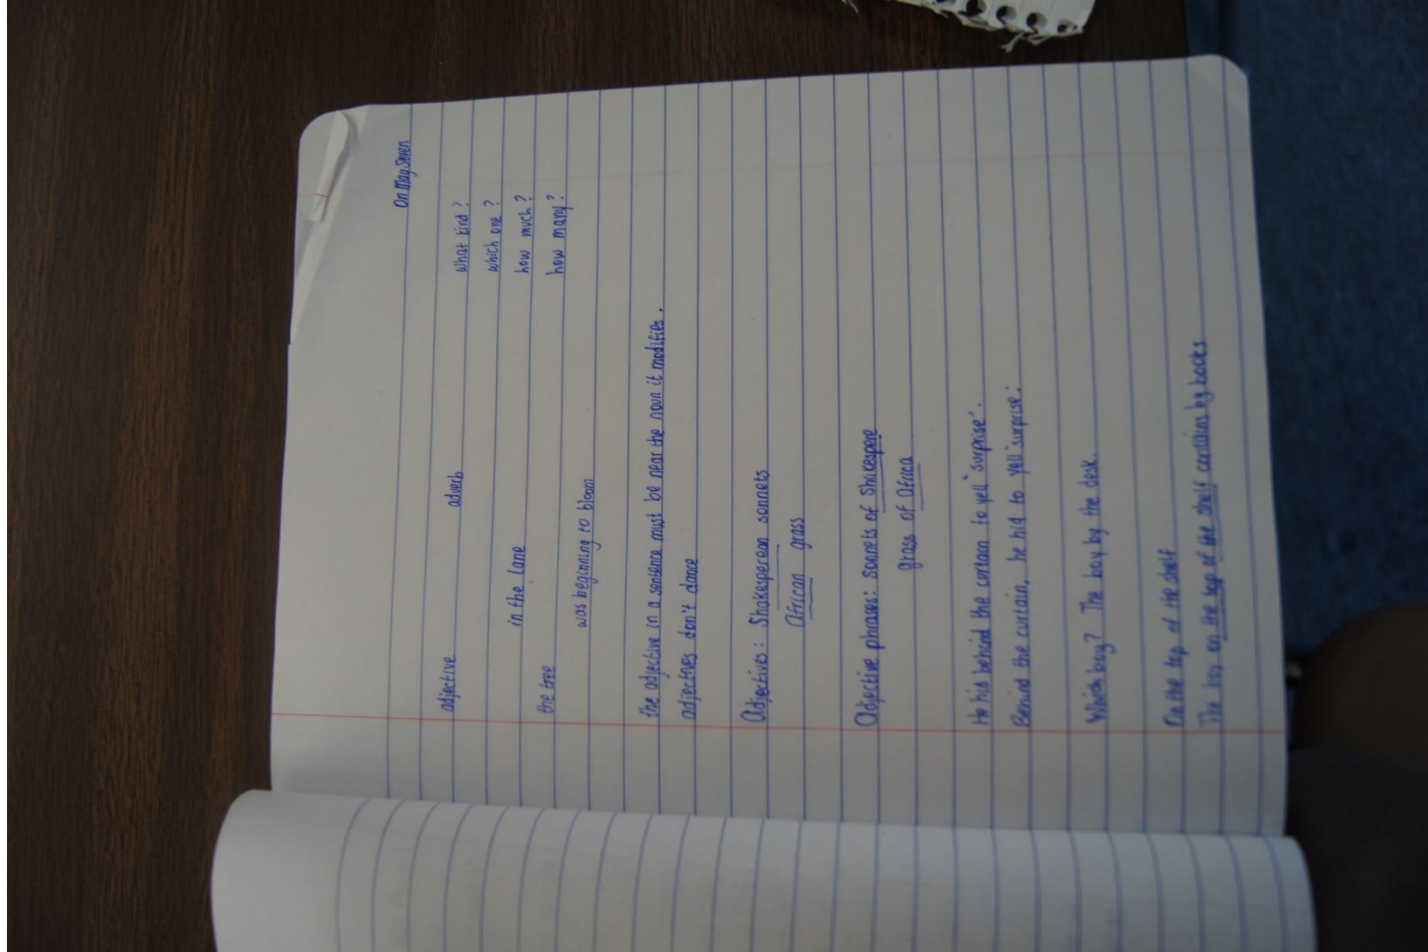 On May Seven
adjective adverb what kind?
which one?
in the lane how much?
the tree how many?
was beginning to bloom
the adjective in a sentence must be near the noun it modifies.
adjectives don't dance
Adjectives: Shakesperean sonnets
African grass
Adjective phrases: sonnets of Shakespere
grass of Africa
He hid behind the curtain to yell "surprise".
Behind the curtain, he hid to yell "surprise".
Which boy? The boy by the desk.
On the top of the shelf
The boy on the top of the shelf contains by books